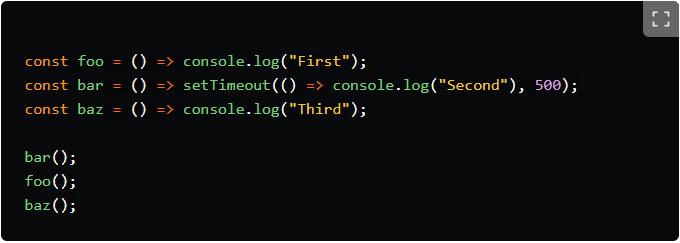 const foo = () => console.log("First");
const bar = () => setTimeout(() => console.log("Second"), 500);
const baz = () => console.log("Third");

bar();
foo();
baz();